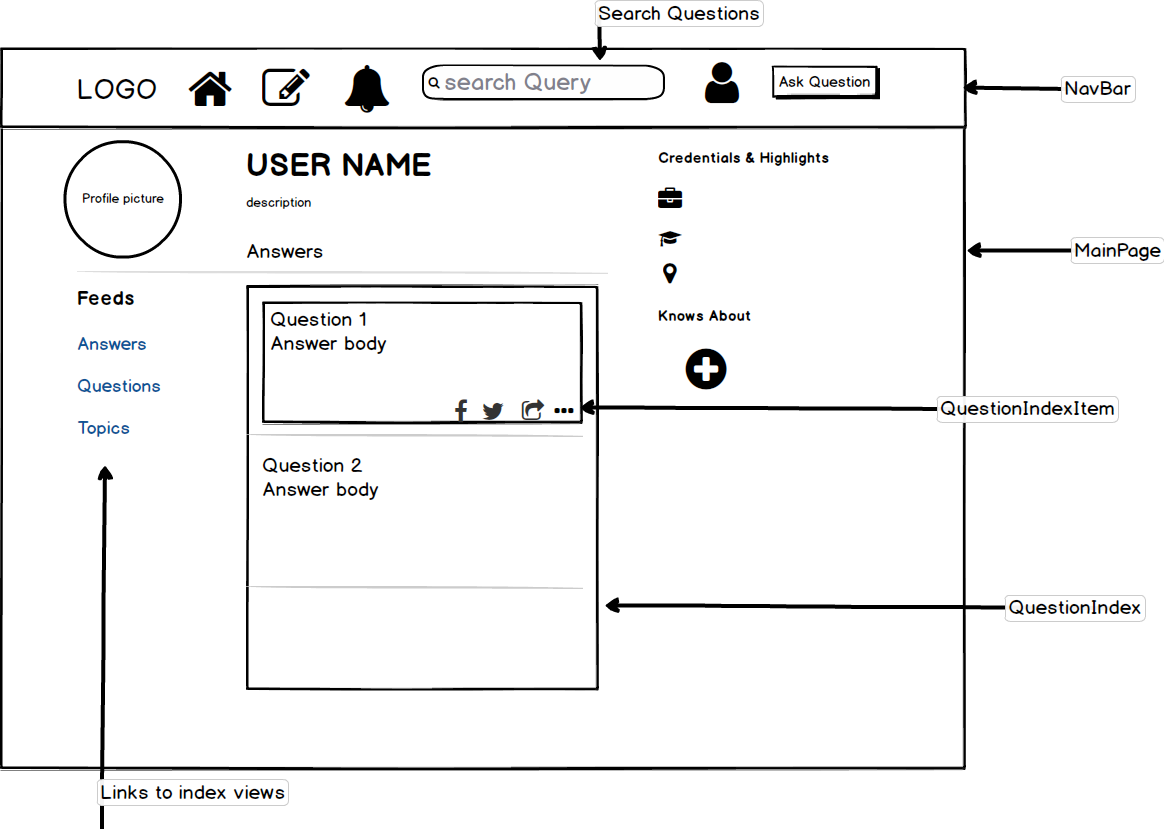 Search Questions
LOGO
search Query
Ask Question
NavBar
Profile picture
USER NAME
description
Answers
Credentials & Highlights
MainPage
Feeds
Answers
Questions
Topics
Question 1
Answer body
Knows About
QuestionIndexItem
Question 2
Answer body
QuestionIndex
Links to index views